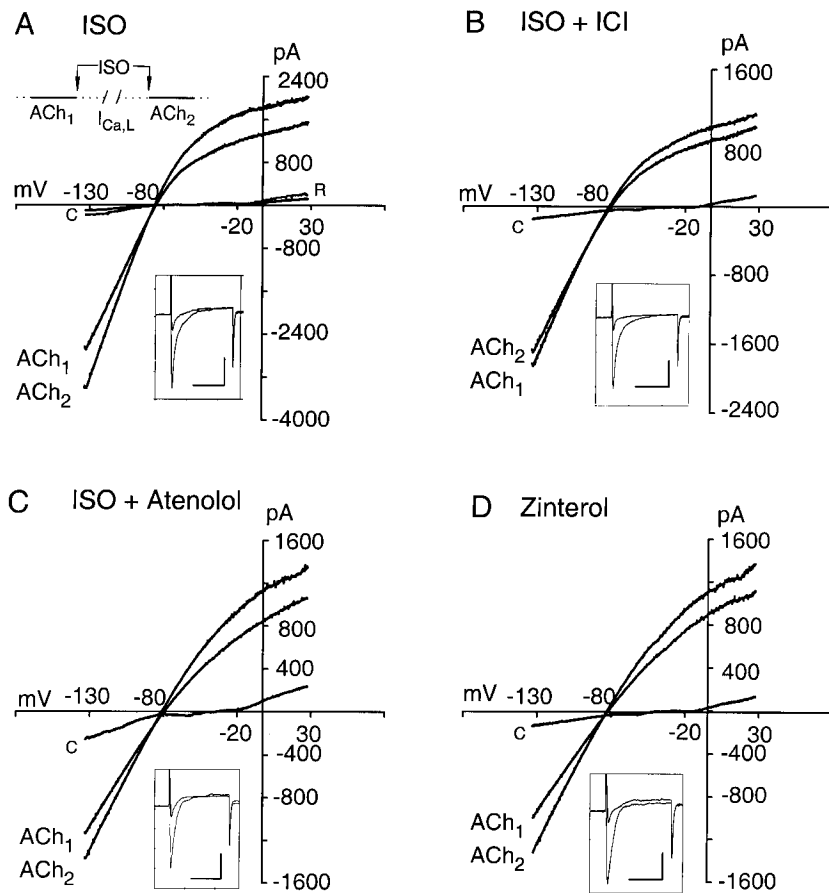 A ISO
pA
ISO
ACh1 ACh2
ICa,L
2400
800
mV -130 -80
R
C
-20 30
-800
-2400
-4000
ACh1
ACh2
B ISO + ICI
pA
1600
800
mV -130 -80
C
-20 30
-800
-1600
-2400
ACh2
ACh1
C ISO + Atenolol
pA
1600
800
400
mV -130 -80
C
-20 30
-400
-800
-1600
ACh1
ACh2
D Zinterol
pA
1600
800
400
mV -130 -80
C
-20 30
-400
-800
-1600
ACh1
ACh2